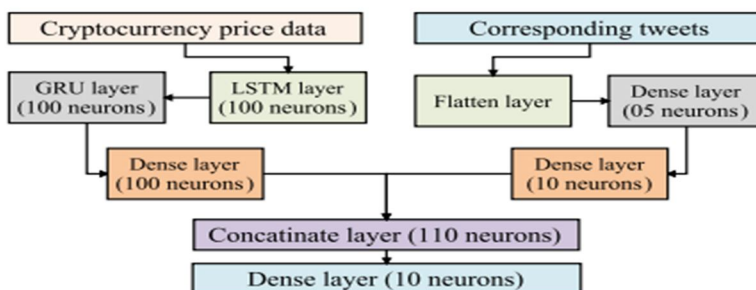 Cryptocurrency price data
Corresponding tweets
GRU layer
(100 neurons)
LSTM layer
(100 neurons)
Flatten layer
Dense layer
(05 neurons)
Dense layer
(100 neurons)
Dense layer
(10 neurons)
Concatinate layer (110 neurons)
Dense layer (10 neurons)